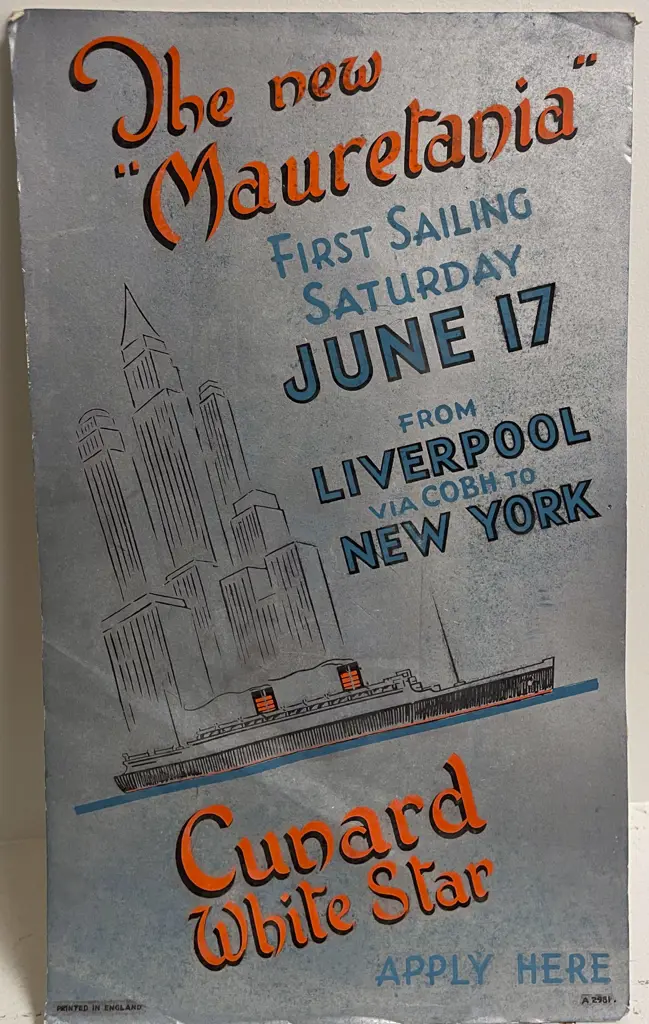 The new
"Mauretania"
FIRST SAILING
SATURDAY
JUNE 17
FROM
LIVERPOOL
VIA COBH TO
NEW YORK
Cunard
White Star
APPLY HERE
PRINTED IN ENGLAND
A 2981.